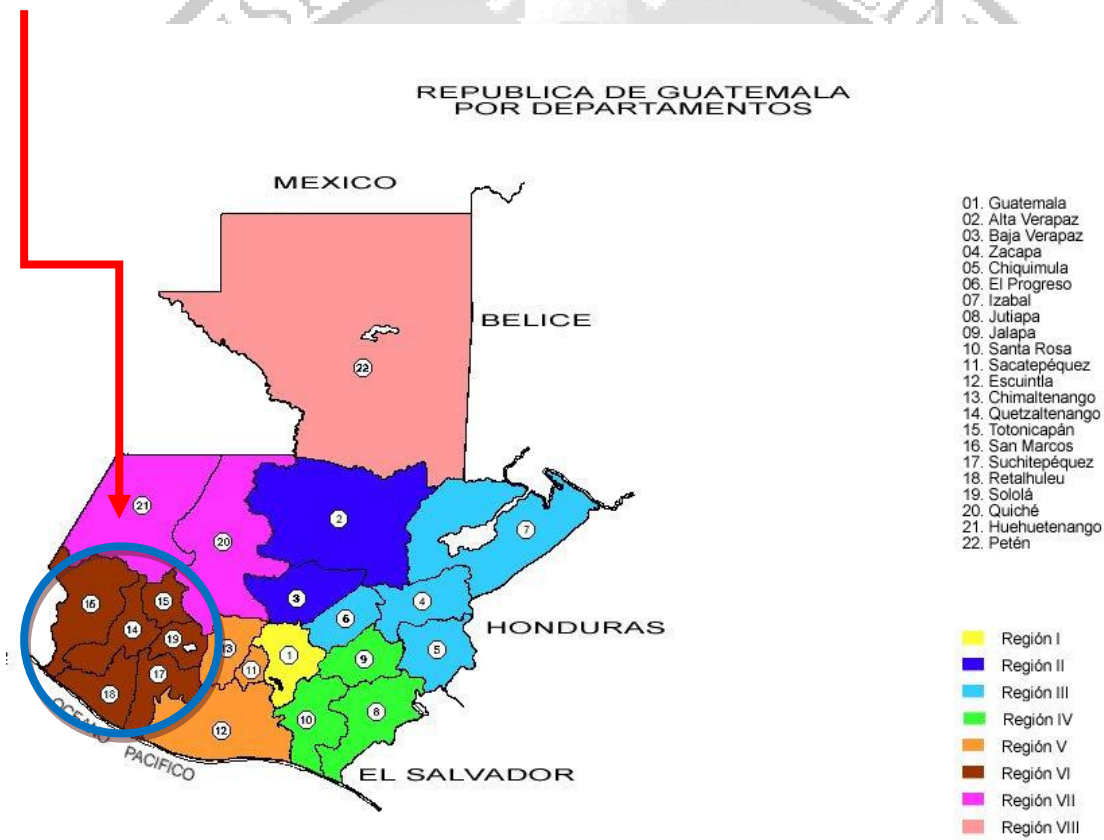 REPUBLICA DE GUATEMALA
POR DEPARTAMENTOS
MEXICO
BELICE
HONDURAS
EL SALVADOR
OCEANO PACIFICO
22
21
20
2
7
3
6
4
5
16
15
14
19
13
1
11
9
17
18
12
10
8
01. Guatemala
02. Alta Verapaz
03. Baja Verapaz
04. Zacapa
05. Chiquimula
06. El Progreso
07. Izabal
08. Jutiapa
09. Jalapa
10. Santa Rosa
11. Sacatepéquez
12. Escuintla
13. Chimaltenango
14. Quetzaltenango
15. Totonicapán
16. San Marcos
17. Suchitepéquez
18. Retalhuleu
19. Sololá
20. Quiché
21. Huehuetenango
22. Petén
Región I
Región II
Región III
Región IV
Región V
Región VI
Región VII
Región VIII